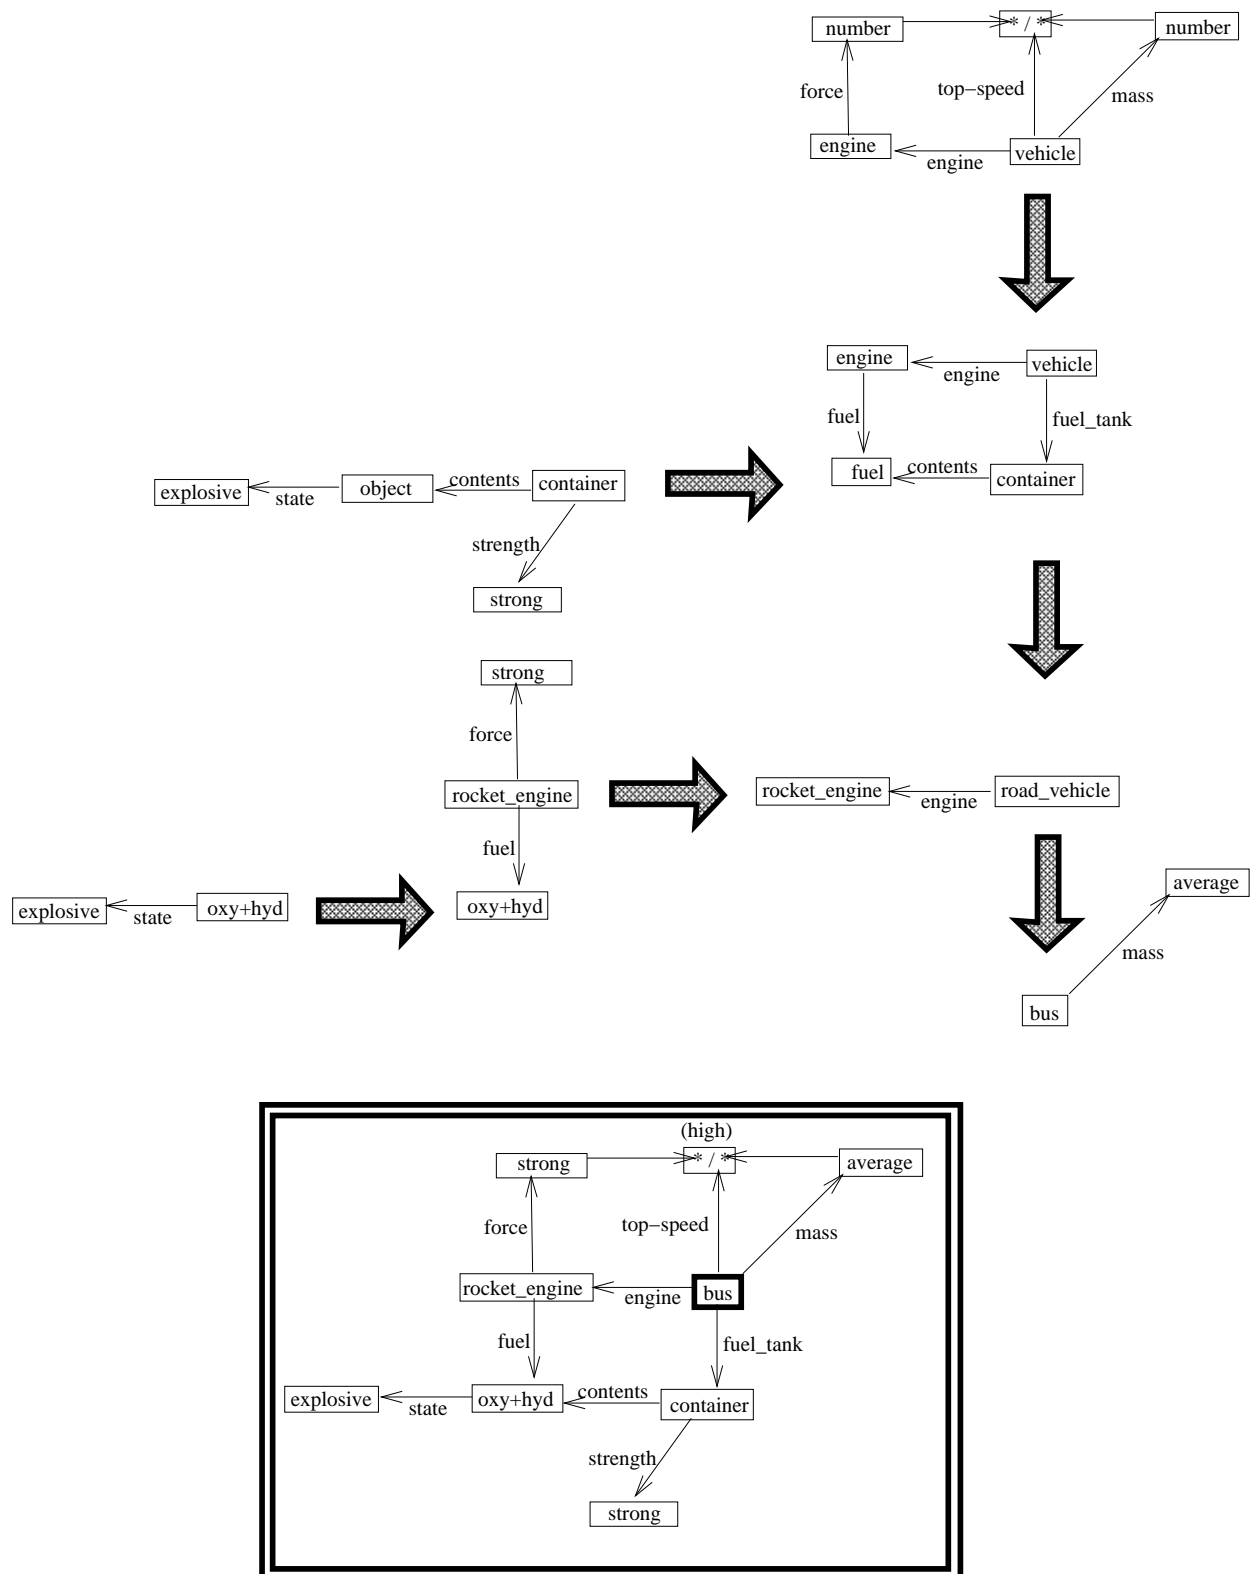 number
* / *
number
force
top-speed
mass
engine
engine
vehicle
engine
engine
vehicle
fuel
fuel_tank
fuel
contents
container
explosive
state
object
contents
container
strength
strong
strong
force
rocket_engine
fuel
oxy+hyd
explosive
state
oxy+hyd
rocket_engine
engine
road_vehicle
average
mass
bus
(high)
strong
* / *
average
force
top-speed
mass
rocket_engine
engine
bus
fuel
fuel_tank
explosive
state
oxy+hyd
contents
container
strength
strong